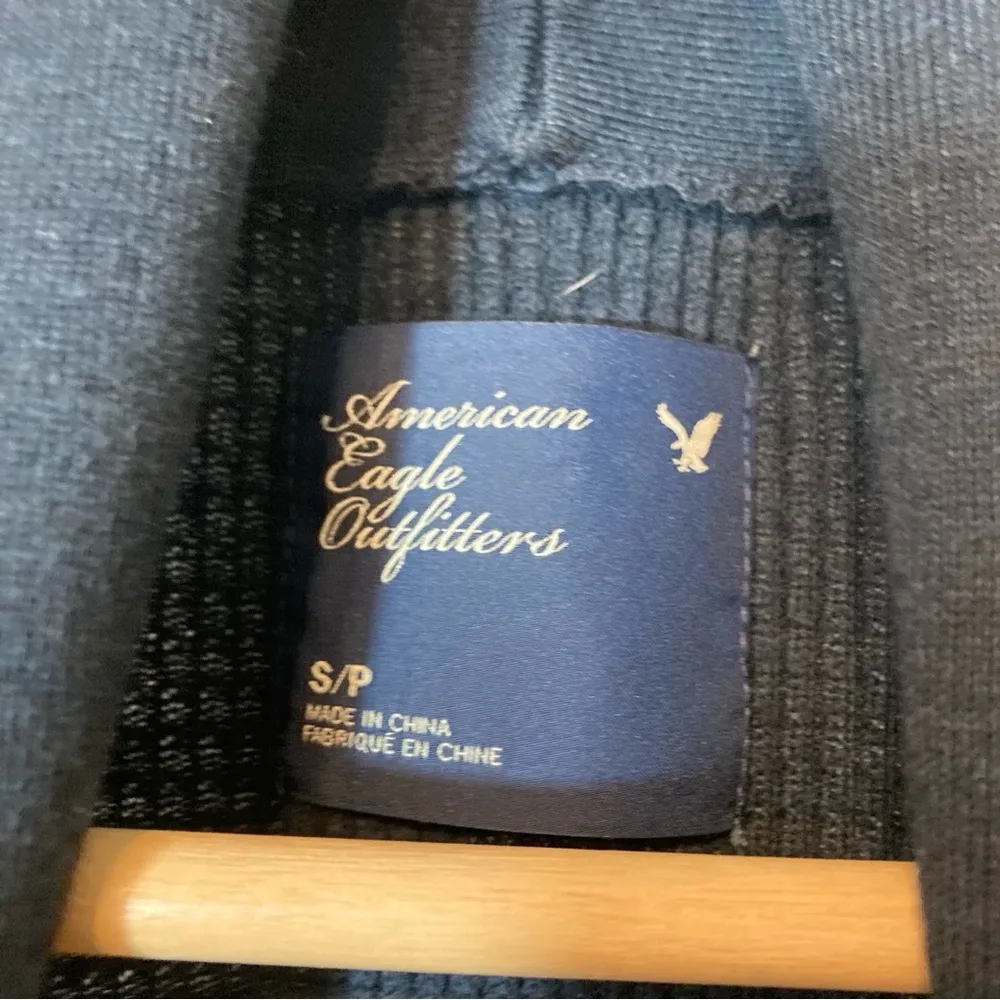 American
Eagle
Outfitters
S/P
MADE IN CHINA
FABRIQUÉ EN CHINE